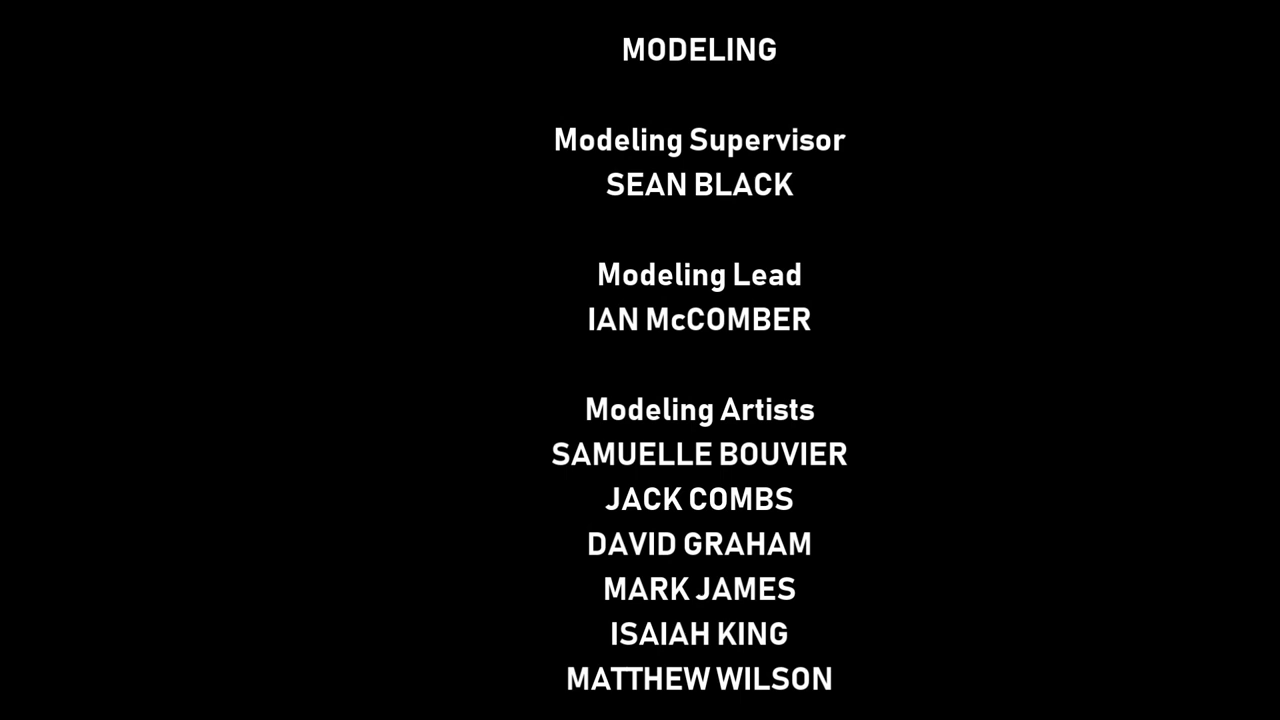 MODELING
Modeling Supervisor
SEAN BLACK
Modeling Lead
IAN McCOMBER
Modeling Artists
SAMUELLE BOUVIER
JACK COMBS
DAVID GRAHAM
MARK JAMES
ISAIAH KING
MATTHEW WILSON